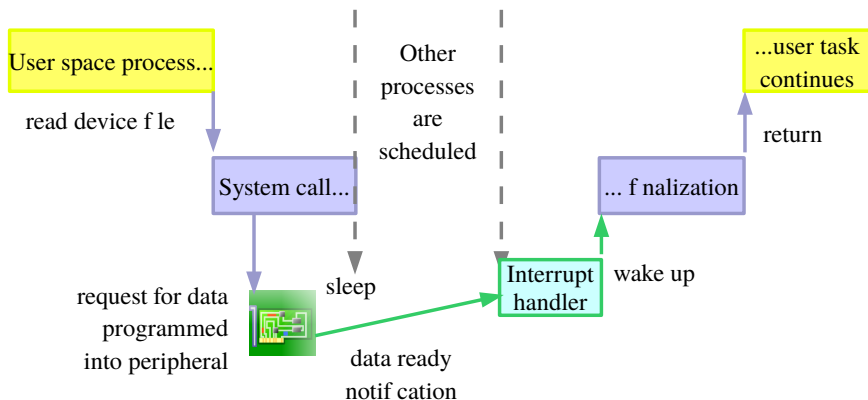 User space process...
read device f le
System call...
request for data
programmed
into peripheral
sleep
Other
processes
are
scheduled
data ready
notif cation
Interrupt
handler
wake up
... f nalization
return
...user task
continues